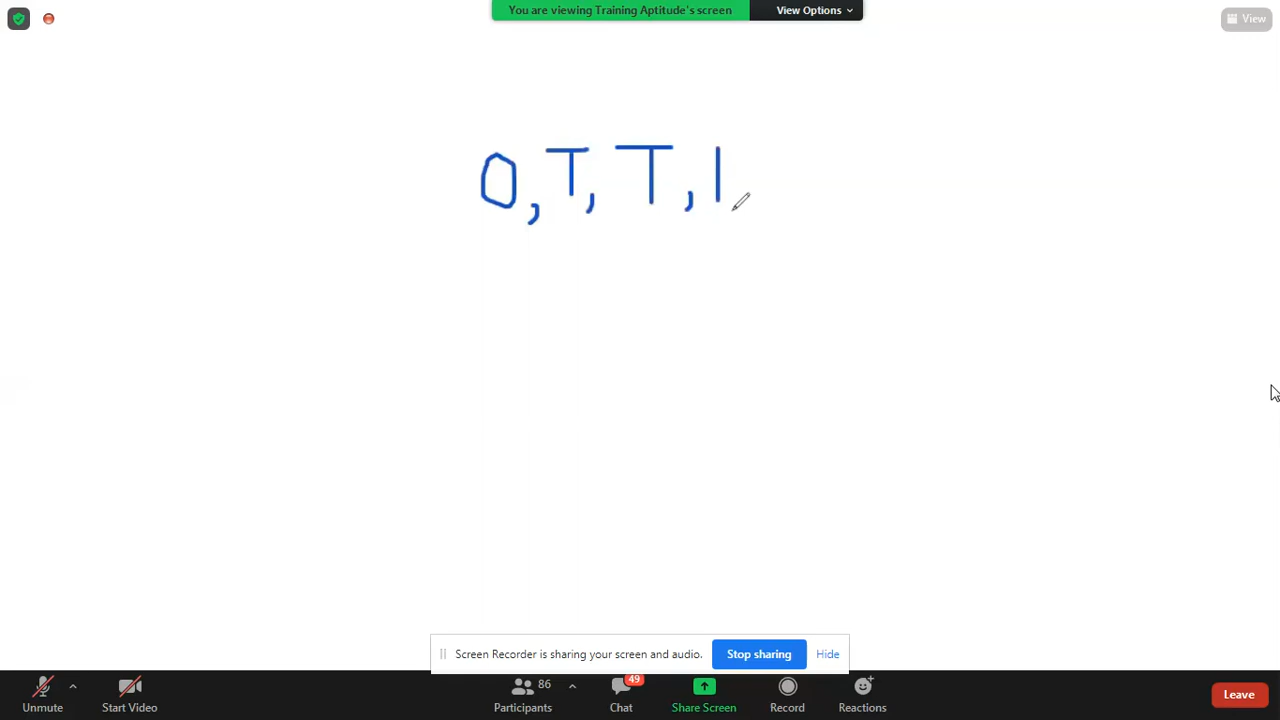 You are viewing Training Aptitude's screen View Options
View
O, T, T, I
Screen Recorder is sharing your screen and audio. Stop sharing Hide
86 49
Unmute Start Video Participants Chat Share Screen Record Reactions Leave